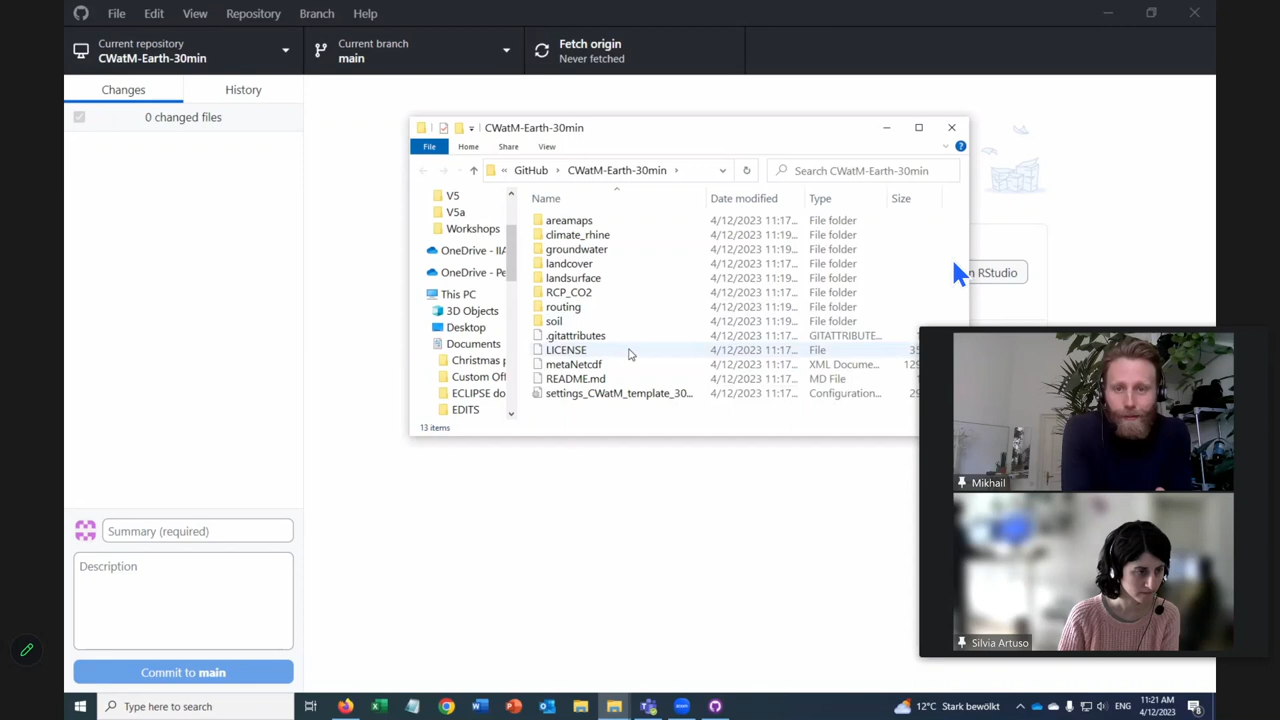 File Edit View Repository Branch Help
Current repository
CWatM-Earth-30min
Current branch
main
Fetch origin
Never fetched
Changes History
0 changed files
CWatM-Earth-30min
File Home Share View
« GitHub › CWatM-Earth-30min ›
Search CWatM-Earth-30min
V5
V5a
Workshops
OneDrive - IIA
OneDrive - Pe
This PC
3D Objects
Desktop
Documents
Christmas p
Custom Off
ECLIPSE do
EDITS
Name Date modified Type Size
areamaps 4/12/2023 11:17... File folder
climate_rhine 4/12/2023 11:19... File folder
groundwater 4/12/2023 11:19... File folder
landcover 4/12/2023 11:19... File folder
landsurface 4/12/2023 11:19... File folder
RCP_CO2 4/12/2023 11:17... File folder
routing 4/12/2023 11:19... File folder
soil 4/12/2023 11:19... File folder
.gitattributes 4/12/2023 11:17... GITATTRIBUTE...
LICENSE 4/12/2023 11:17... File 35
metaNetcdf 4/12/2023 11:17... XML Docume... 129
README.md 4/12/2023 11:17... MD File
settings_CWatM_template_30... 4/12/2023 11:17... Configuration... 29
13 items
n RStudio
Mikhail
Silvia Artuso
Summary (required)
Description
Commit to main
Type here to search
12°C Stark bewölkt
ENG
11:21 AM
4/12/2023